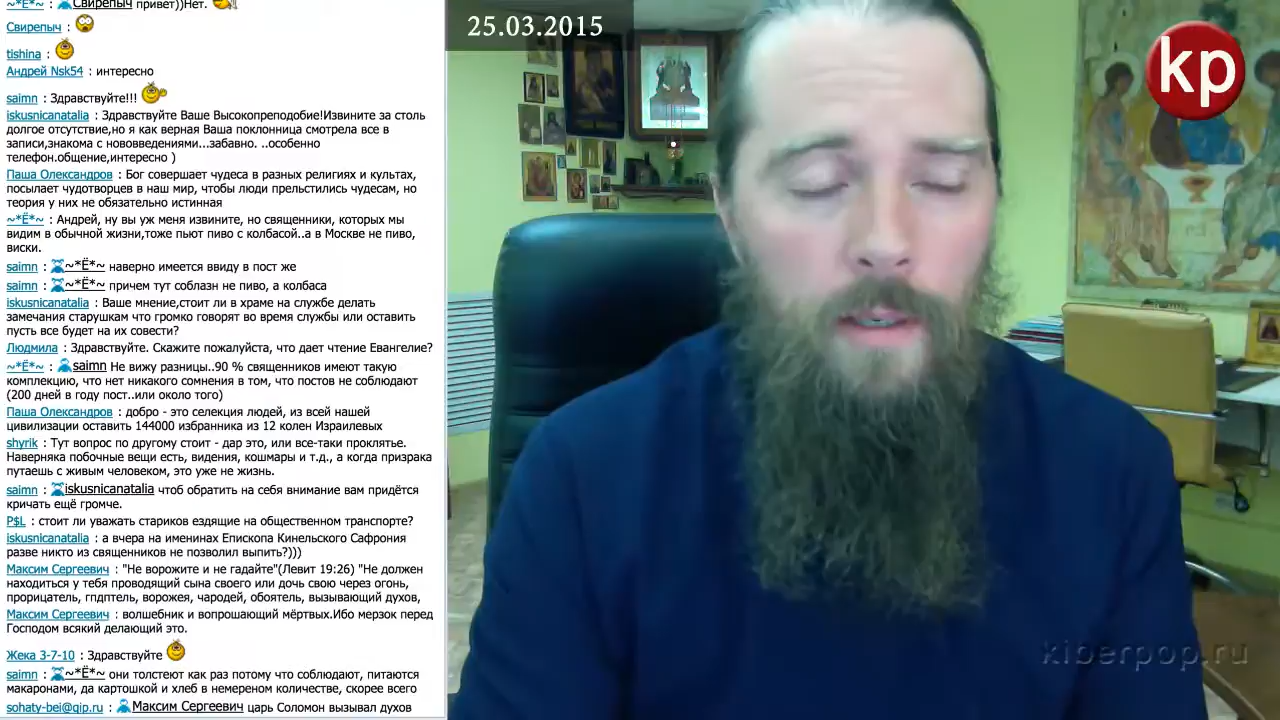 ~*Ё*~ : Свирепыч привет))Нет.
Свирепыч :
tishina :
Андрей Nsk54 : интересно
saimn : Здравствуйте!!!
iskusnicanatalia : Здравствуйте Ваше Высокопреподобие!Извините за столь
долгое отсутствие,но я как верная Ваша поклонница смотрела все в
записи,знакома с нововведениями...забавно. ..особенно
телефон.общение,интересно )
Паша Олександров : Бог совершает чудеса в разных религиях и культах,
посылает чудотворцев в наш мир, чтобы люди прельстились чудесам, но
теория у них не обязательно истинная
~*Ё*~ : Андрей, ну вы уж меня извините, но священники, которых мы
видим в обычной жизни,тоже пьют пиво с колбасой..а в Москве не пиво,
виски.
saimn : ~*Ё*~ наверно имеется ввиду в пост же
saimn : ~*Ё*~ причем тут соблазн не пиво, а колбаса
iskusnicanatalia : Ваше мнение,стоит ли в храме на службе делать
замечания старушкам что громко говорят во время службы или оставить
пусть все будет на их совести?
Людмила : Здравствуйте. Скажите пожалуйста, что дает чтение Евангелие?
~*Ё*~ : saimn Не вижу разницы..90 % священников имеют такую
комплекцию, что нет никакого сомнения в том, что постов не соблюдают
(200 дней в году пост..или около того)
Паша Олександров : добро - это селекция людей, из всей нашей
цивилизации оставить 144000 избранника из 12 колен Израилевых
shyrik : Тут вопрос по другому стоит - дар это, или все-таки проклятье.
Наверняка побочные вещи есть, видения, кошмары и т.д., а когда призрака
путаешь с живым человеком, это уже не жизнь.
saimn : iskusnicanatalia чтоб обратить на себя внимание вам придётся
кричать ещё громче.
P$L : стоит ли уважать стариков ездящие на общественном транспорте?
iskusnicanatalia : а вчера на именинах Епископа Кинельского Сафрония
разве никто из священников не позволил выпить?)))
Максим Сергеевич : "Не ворожите и не гадайте"(Левит 19:26) "Не должен
находиться у тебя проводящий сына своего или дочь свою через огонь,
прорицатель, гпдптель, ворожея, чародей, обоятель, вызывающий духов,
Максим Сергеевич : волшебник и вопрошающий мёртвых.Ибо мерзок перед
Господом всякий делающий это.
Жека 3-7-10 : Здравствуйте
saimn : ~*Ё*~ они толстеют как раз потому что соблюдают, питаются
макаронами, да картошкой и хлеб в немереном количестве, скорее всего
sohaty-bei@qip.ru : Максим Сергеевич царь Соломон вызывал духов
25.03.2015
kp
kiberpop.ru